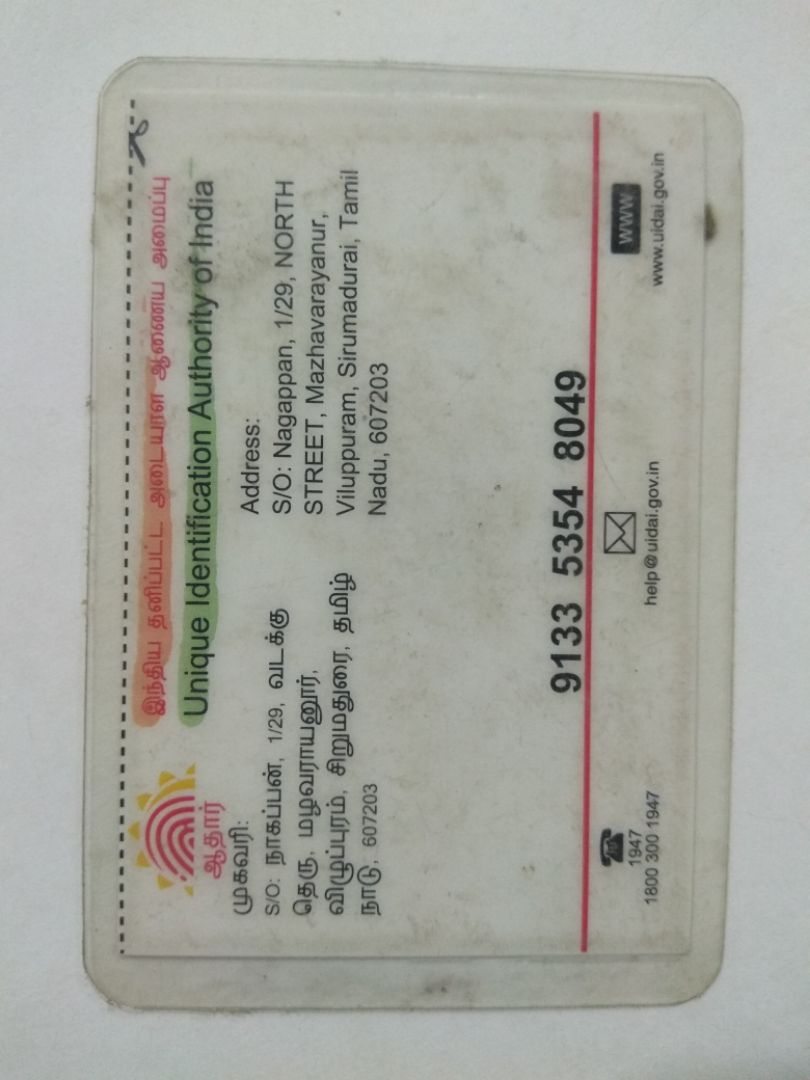 இந்திய தனிப்பட்ட அடையாள ஆணைய அமைப்பு
Unique Identification Authority of India
ஆதார்
முகவரி:
S/O: நாகப்பன், 1/29, வடக்கு
தெரு, மழவராயனூர்,
விழுப்புரம், சிறுமதுரை, தமிழ்
நாடு, 607203
Address:
S/O: Nagappan, 1/29, NORTH
STREET, Mazhavarayanur,
Viluppuram, Sirumadurai, Tamil
Nadu, 607203
9133 5354 8049
1947
1800 300 1947
help@uidai.gov.in
WWW
www.uidai.gov.in